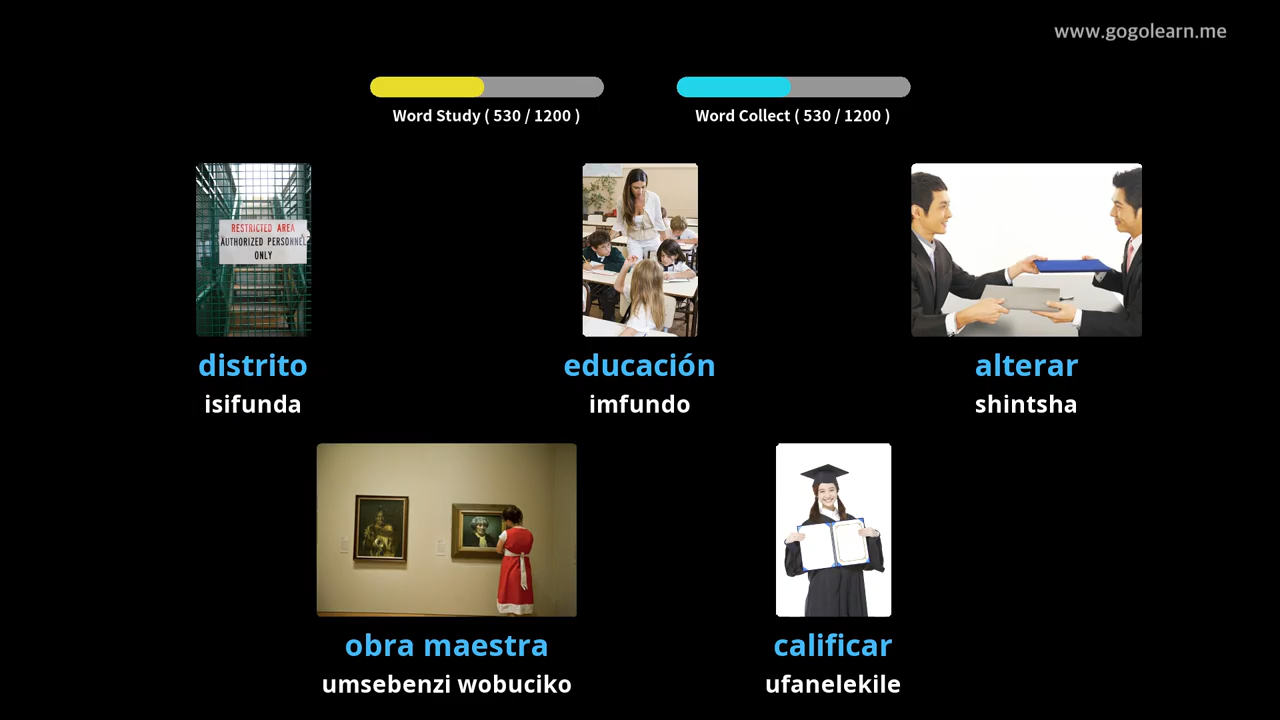 www.gogolearn.me
Word Study ( 530 / 1200 )
Word Collect ( 530 / 1200 )
RESTRICTED AREA
AUTHORIZED PERSONNEL
ONLY
distrito
isifunda
educación
imfundo
alterar
shintsha
obra maestra
umsebenzi wobuciko
calificar
ufanelekile